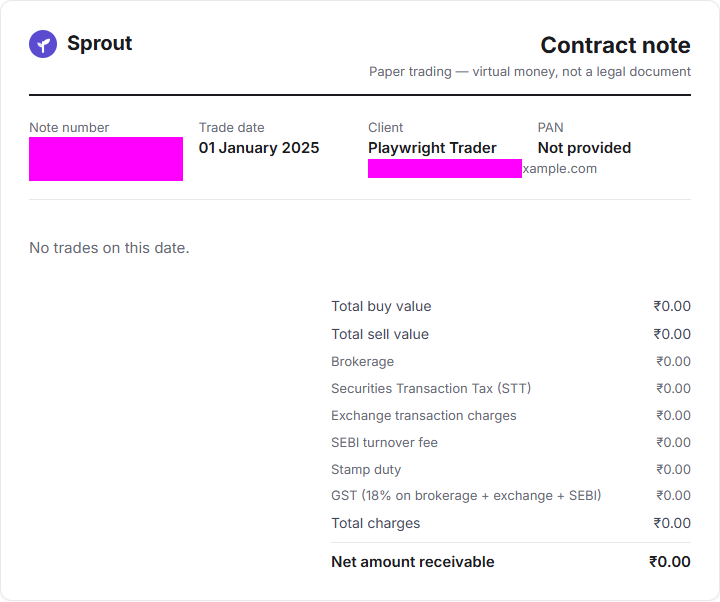 Sprout
Contract note
Paper trading — virtual money, not a legal document
Note number
Trade date
01 January 2025
Client
Playwright Trader
xample.com
PAN
Not provided
No trades on this date.
Total buy value ₹0.00
Total sell value ₹0.00
Brokerage ₹0.00
Securities Transaction Tax (STT) ₹0.00
Exchange transaction charges ₹0.00
SEBI turnover fee ₹0.00
Stamp duty ₹0.00
GST (18% on brokerage + exchange + SEBI) ₹0.00
Total charges ₹0.00
Net amount receivable ₹0.00